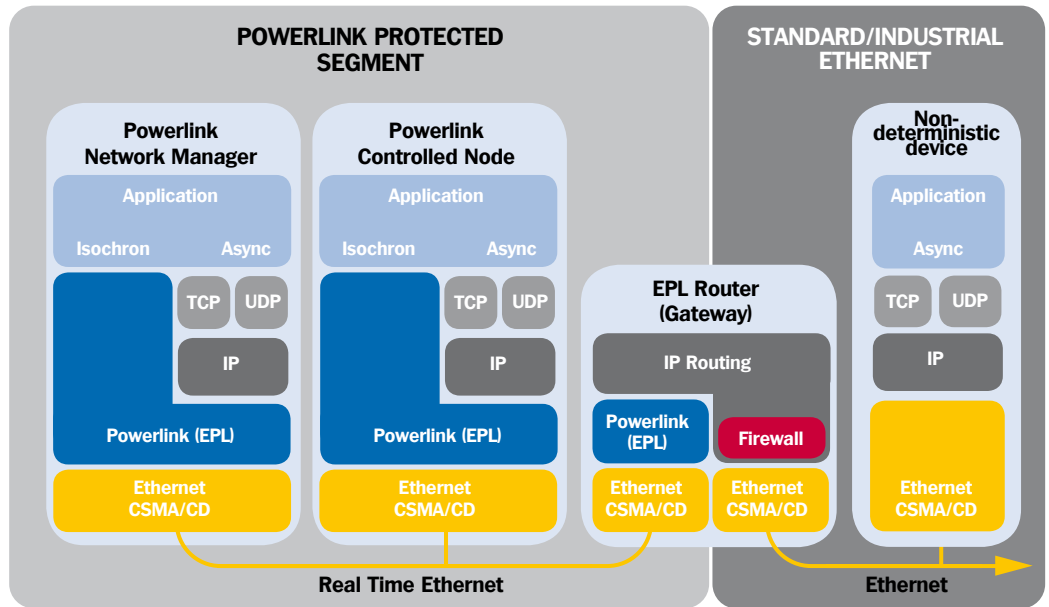 POWERLINK PROTECTED
SEGMENT
STANDARD/INDUSTRIAL
ETHERNET
Powerlink
Network Manager
Application
Isochron
Async
TCP
UDP
IP
Powerlink (EPL)
Ethernet
CSMA/CD
Powerlink
Controlled Node
Application
Isochron
Async
TCP
UDP
IP
Powerlink (EPL)
Ethernet
CSMA/CD
EPL Router
(Gateway)
IP Routing
Powerlink
(EPL)
Firewall
Ethernet
CSMA/CD
Ethernet
CSMA/CD
Non-
deterministic
device
Application
Async
TCP
UDP
IP
Ethernet
CSMA/CD
Real Time Ethernet
Ethernet